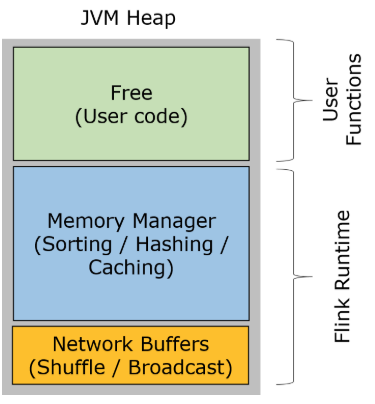 JVM Heap
Free
(User code)
User
Functions
Memory Manager
(Sorting / Hashing /
Caching)
Flink Runtime
Network Buffers
(Shuffle / Broadcast)